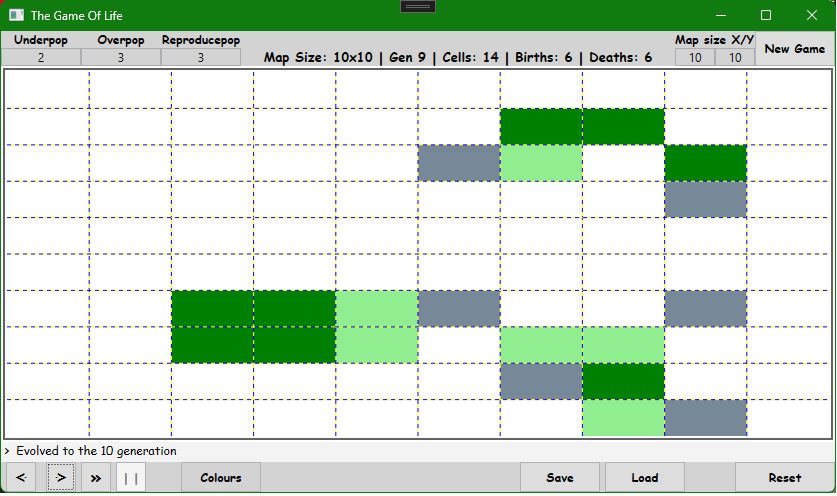 The Game Of Life
Underpop Overpop Reproducepop Map size X/Y
2 3 3 Map Size: 10x10 | Gen 9 | Cells: 14 | Births: 6 | Deaths: 6 10 10 New Game
> Evolved to the 10 generation
< > » || Colours Save Load Reset